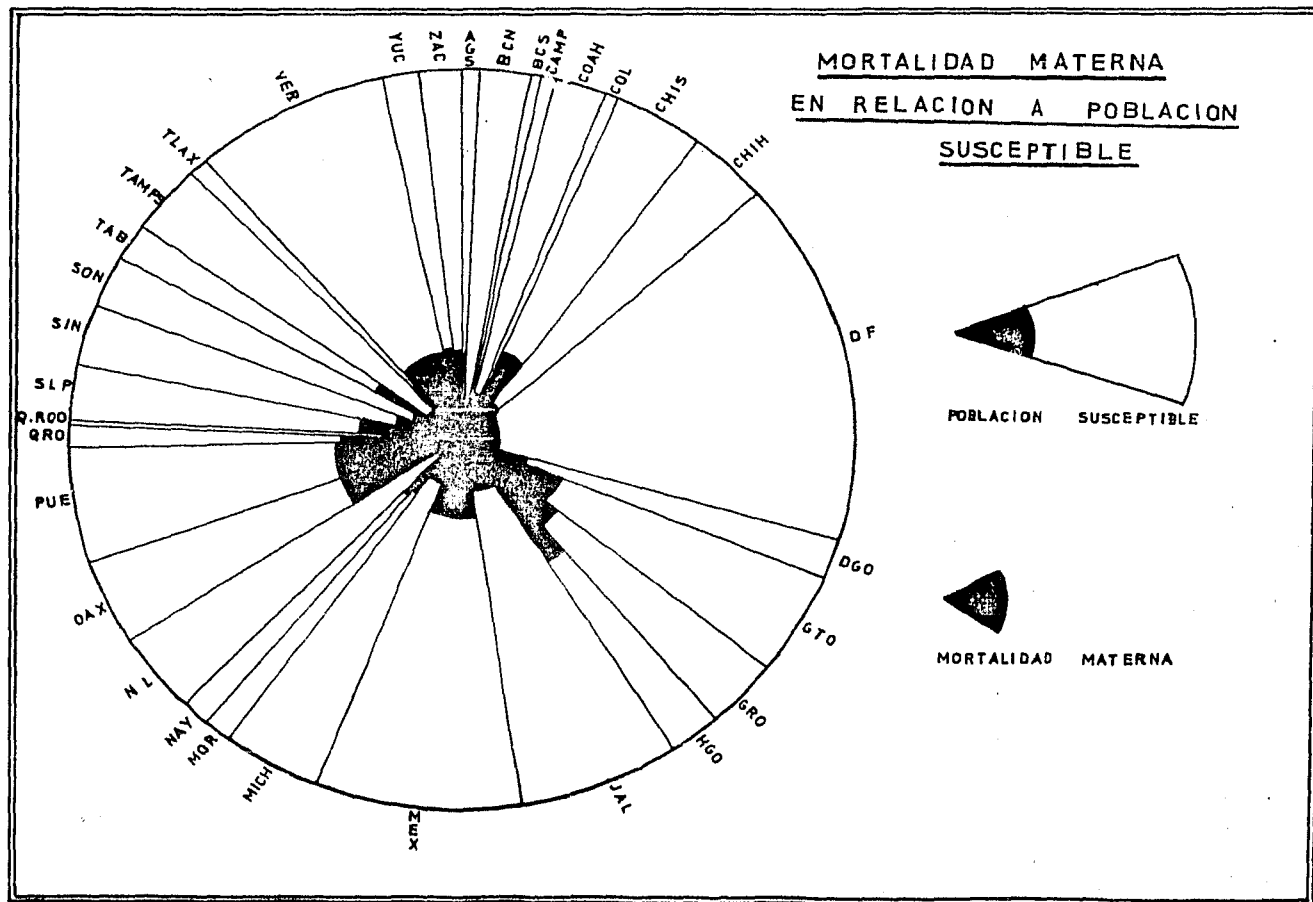 MORTALIDAD MATERNA
EN RELACION A POBLACION
SUSCEPTIBLE
AGS
BCN
BCS
CAMP
COAH
COL
CHIS
CHIH
DF
DGO
GTO
GRO
HGO
JAL
MEX
MICH
MOR
NAY
NL
OAX
PUE
QRO
Q.ROO
SLP
SIN
SON
TAB
TAMPS
TLAX
VER
YUC
ZAC
POBLACION SUSCEPTIBLE
MORTALIDAD MATERNA